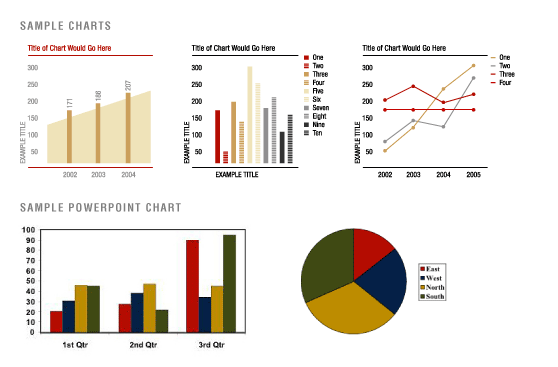 SAMPLE CHARTS
Title of Chart Would Go Here
300
250
200
150
100
50
EXAMPLE TITLE
171
188
207
2002 2003 2004
Title of Chart Would Go Here
300
250
200
150
100
50
EXAMPLE TITLE
EXAMPLE TITLE
One
Two
Three
Four
Five
Six
Seven
Eight
Nine
Ten
Title of Chart Would Go Here
300
250
200
150
100
50
EXAMPLE TITLE
2002 2003 2004 2005
One
Two
Three
Four
SAMPLE POWERPOINT CHART
100
90
80
70
60
50
40
30
20
10
0
1st Qtr 2nd Qtr 3rd Qtr
East
West
North
South